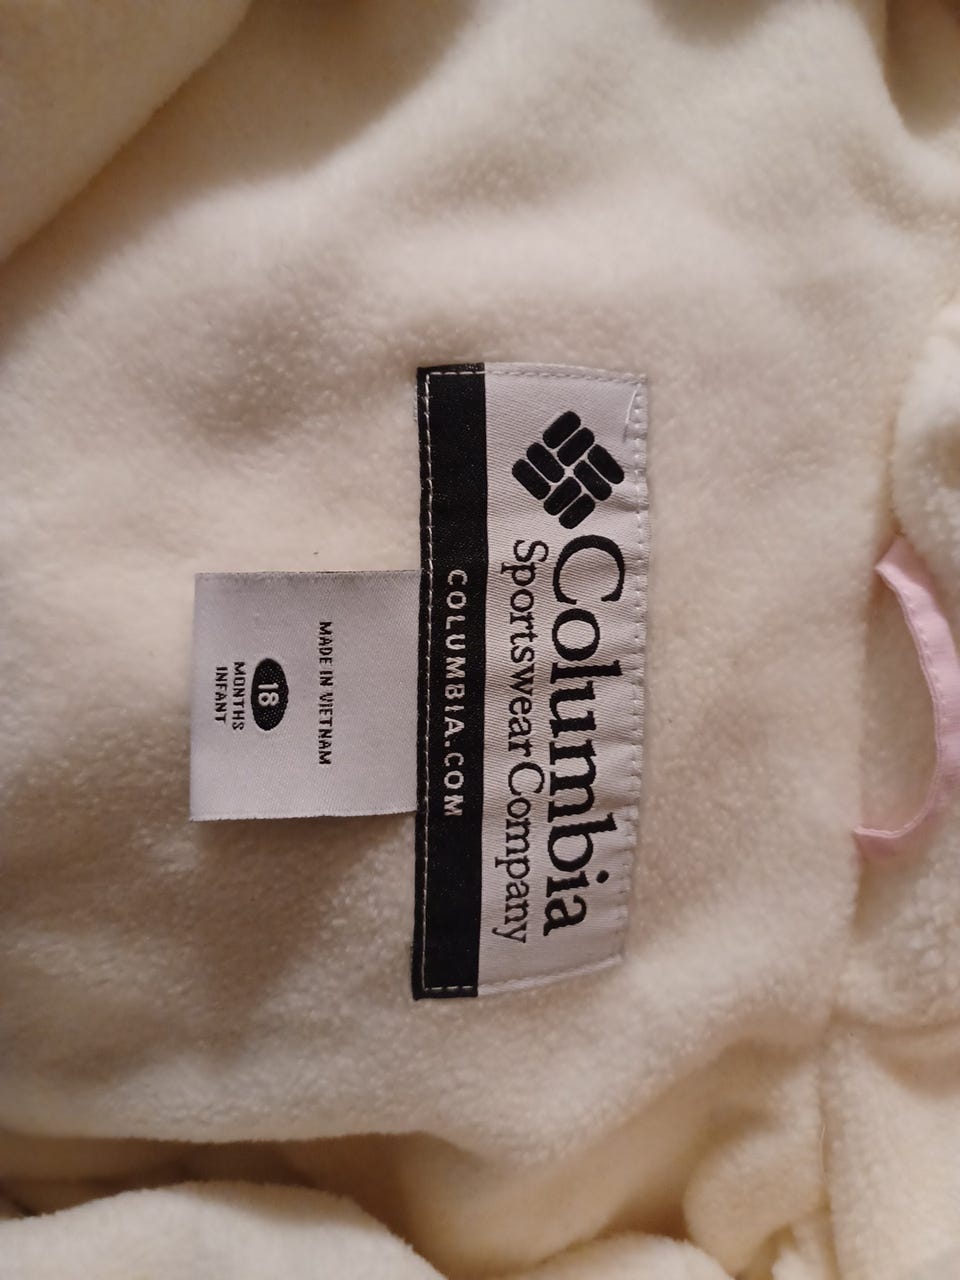 Columbia
Sportswear Company
COLUMBIA.COM
MADE IN VIETNAM
18
MONTHS
INFANT